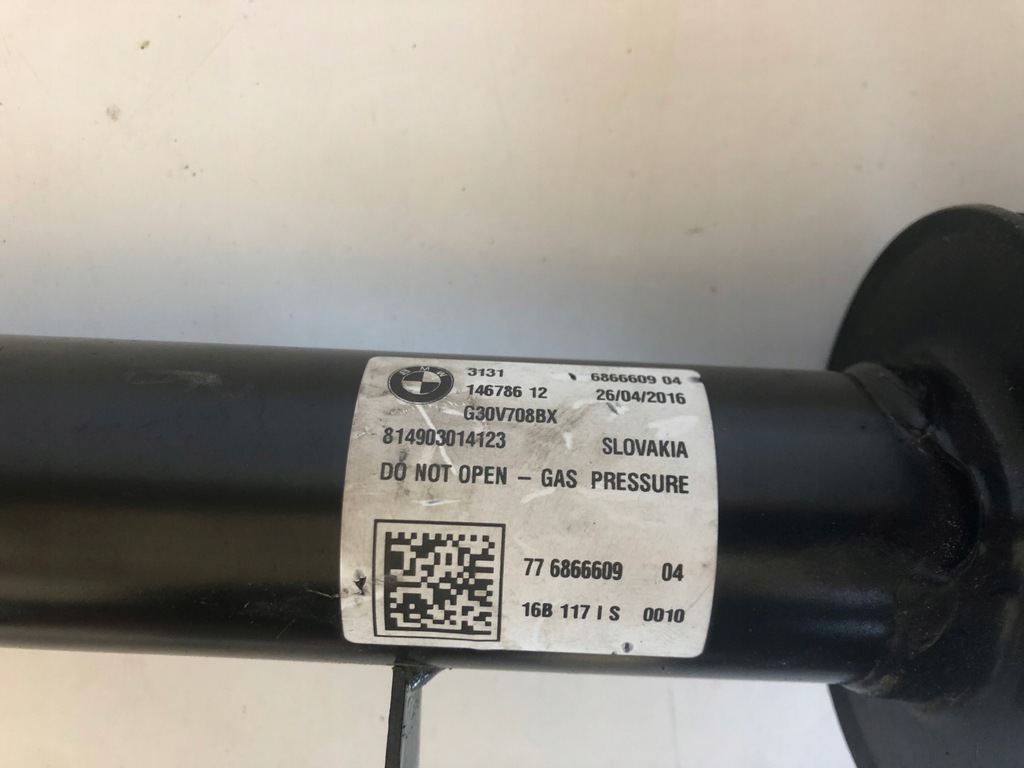 BMW 3131 6866609 04
146786 12 26/04/2016
G30V708BX
814903014123 SLOVAKIA
DO NOT OPEN – GAS PRESSURE
77 6866609 04
16B 117 I S 0010